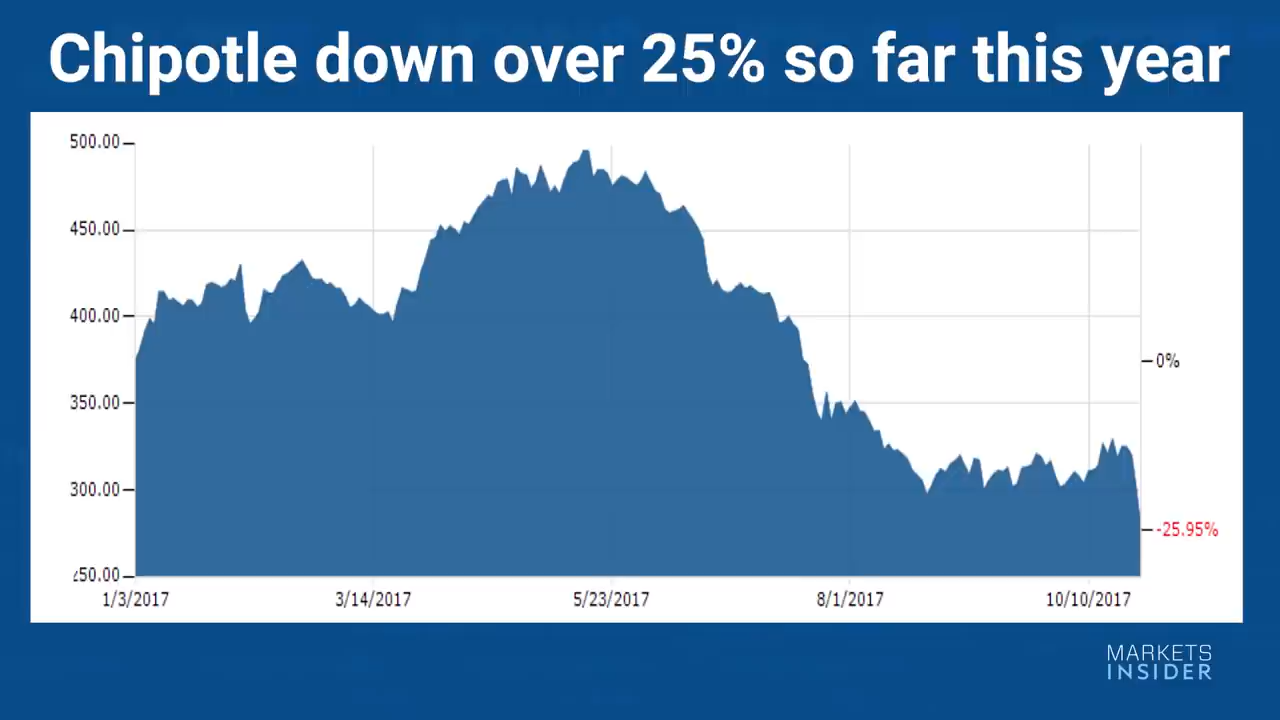 Chipotle down over 25% so far this year
500.00
450.00
400.00
350.00
300.00
250.00
0%
-25.95%
1/3/2017 3/14/2017 5/23/2017 8/1/2017 10/10/2017
MARKETS
INSIDER